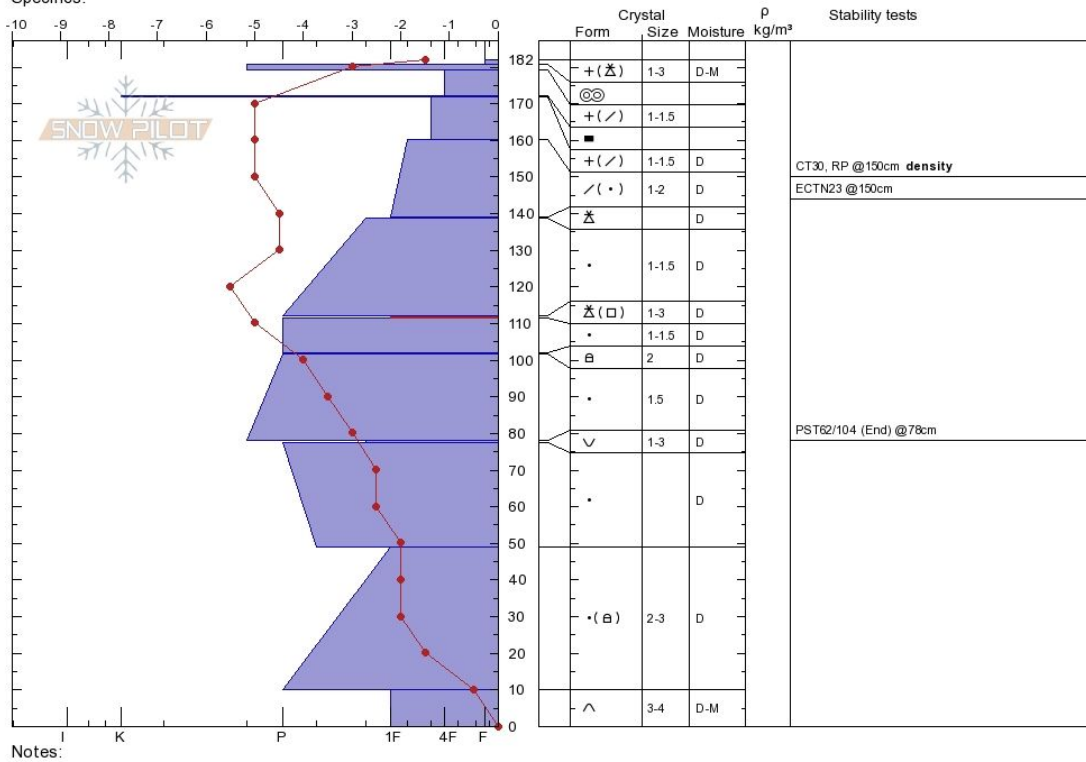 Crystal
ρ
Stability tests
-10 -9 -8 -7 -6 -5 -4 -3 -2 -1 0
Form Size Moisture kg/m³
182
+(/) 1-3 D-M
SNOW PILOT
170
+(/) 1-1.5
160
+(/) 1-1.5 D
CT30, RP @150cm density
150
/(•) 1-2 D
ECTN23 @150cm
140
D
130
• 1-1.5 D
120
(□) 1-3 D
110
• 1-1.5 D
100
2 D
90
• 1.5 D
80
PST62/104 (End) @78cm
∨ 1-3 D
70
60
• D
50
40
30
•( ) 2-3 D
20
10
∧ 3-4 D-M
0
I K P 1F 4F F
Notes: